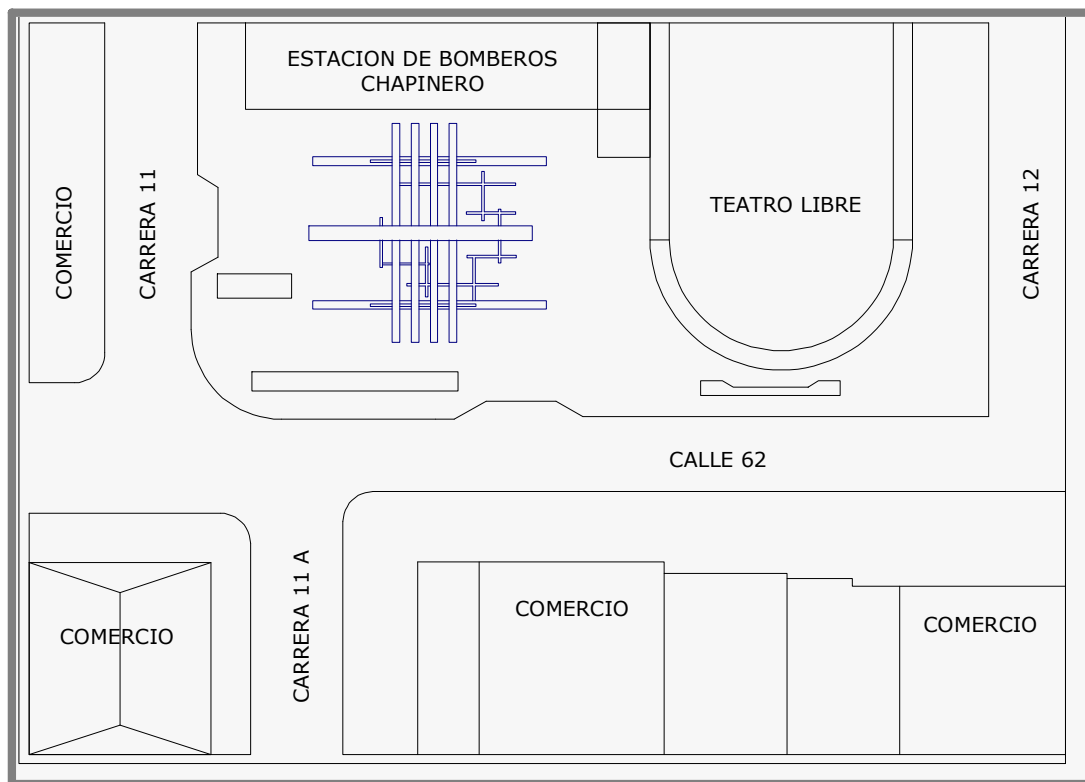 ESTACION DE BOMBEROS
CHAPINERO
COMERCIO
CARRERA 11
TEATRO LIBRE
CARRERA 12
CALLE 62
COMERCIO
CARRERA 11 A
COMERCIO
COMERCIO